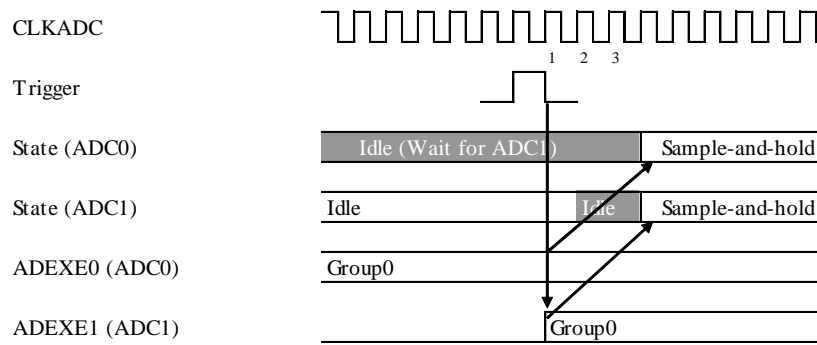 CLKADC
1 2 3
Trigger
State (ADC0) Idle (Wait for ADC1) Sample-and-hold
State (ADC1) Idle Idle Sample-and-hold
ADEXE0 (ADC0) Group0
ADEXE1 (ADC1) Group0